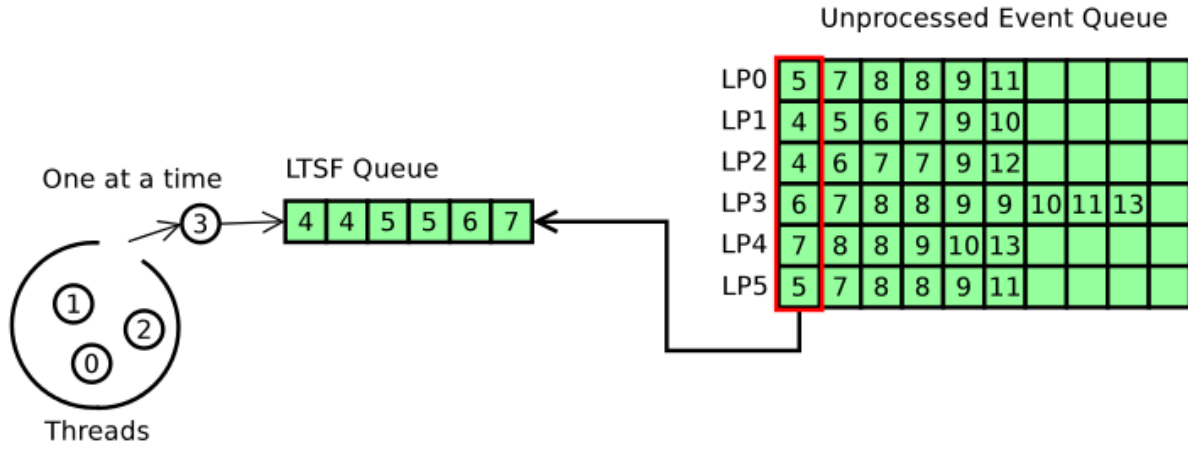 Unprocessed Event Queue
LP0 5 7 8 8 9 11
LP1 4 5 6 7 9 10
LP2 4 6 7 7 9 12
LP3 6 7 8 8 9 9 10 11 13
LP4 7 8 8 9 10 13
LP5 5 7 8 8 9 11
One at a time
LTSF Queue
3
4 4 5 5 6 7
1
2
0
Threads